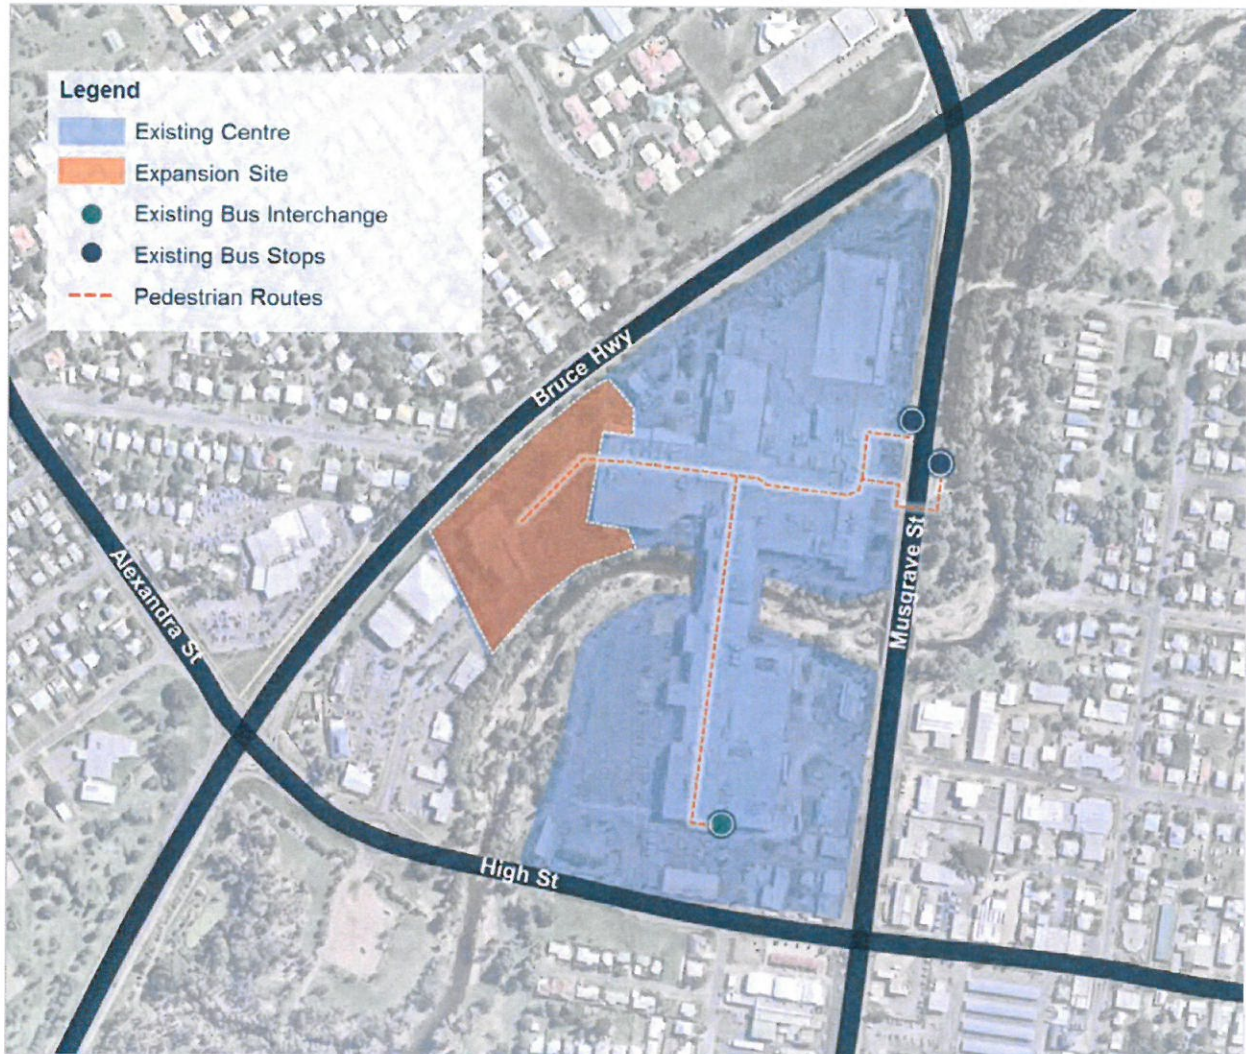 Legend
Existing Centre
Expansion Site
Existing Bus Interchange
Existing Bus Stops
Pedestrian Routes
Bruce Hwy
Alexandra St
Musgrave St
High St